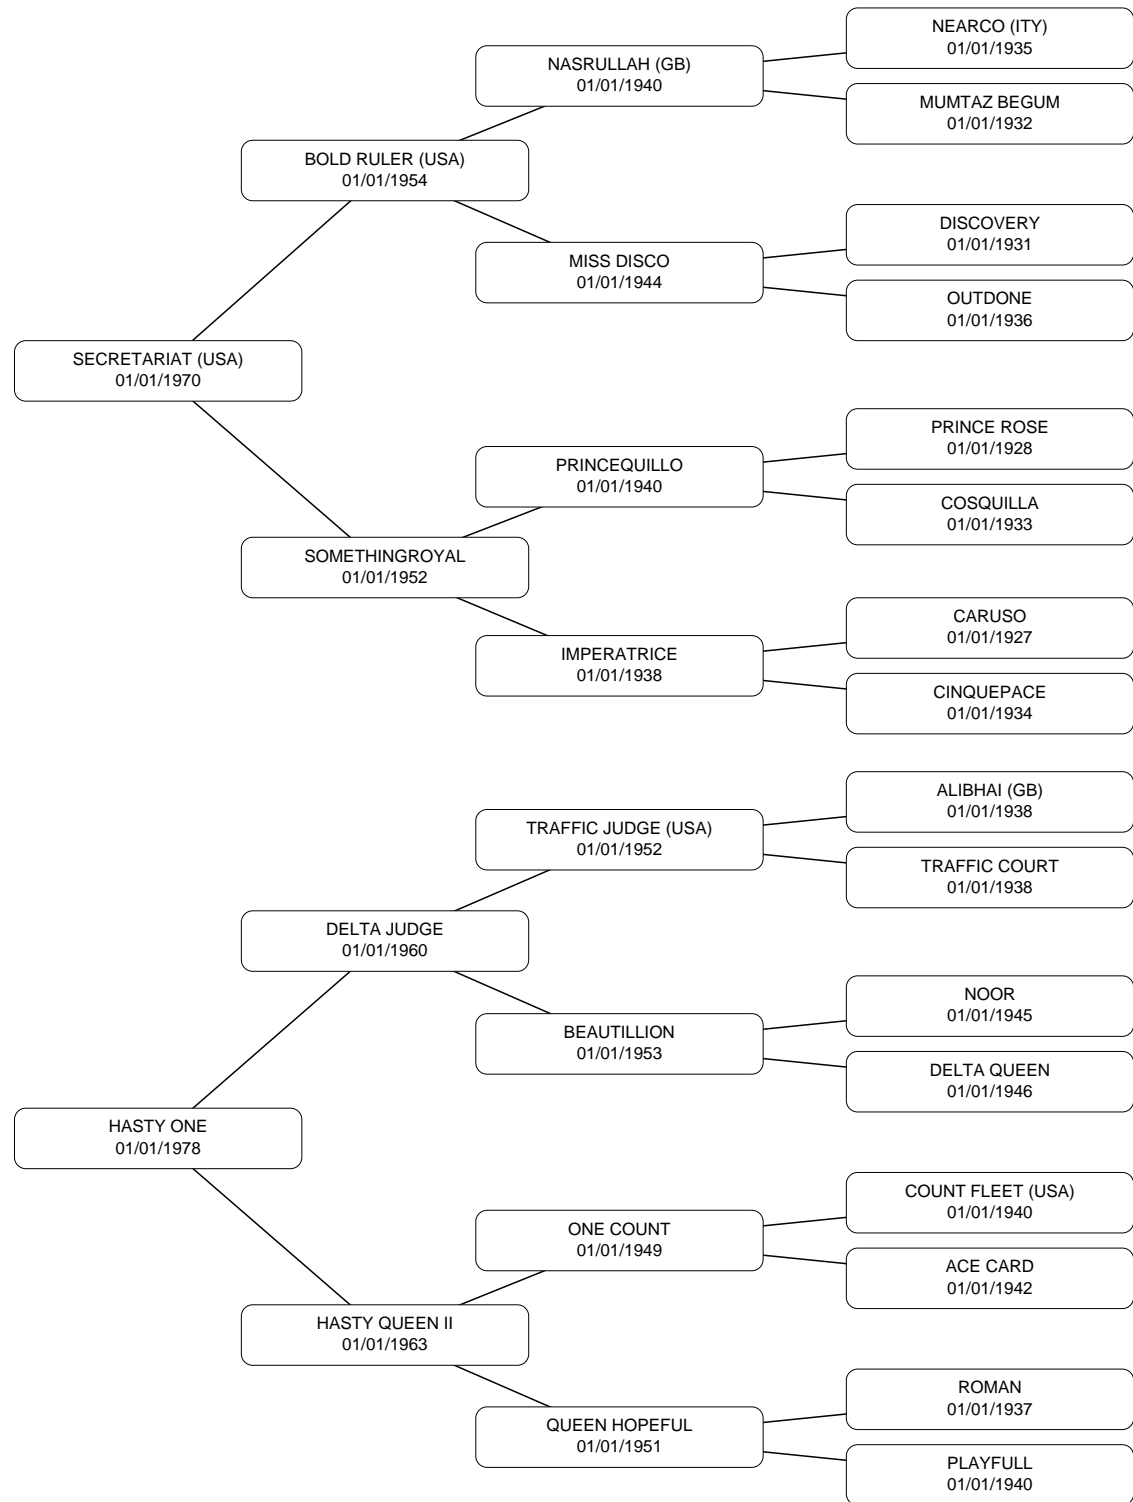 NEARCO (ITY)
01/01/1935
NASRULLAH (GB)
01/01/1940
MUMTAZ BEGUM
01/01/1932
BOLD RULER (USA)
01/01/1954
DISCOVERY
01/01/1931
MISS DISCO
01/01/1944
OUTDONE
01/01/1936
SECRETARIAT (USA)
01/01/1970
PRINCE ROSE
01/01/1928
PRINCEQUILLO
01/01/1940
COSQUILLA
01/01/1933
SOMETHINGROYAL
01/01/1952
CARUSO
01/01/1927
IMPERATRICE
01/01/1938
CINQUEPACE
01/01/1934
ALIBHAI (GB)
01/01/1938
TRAFFIC JUDGE (USA)
01/01/1952
TRAFFIC COURT
01/01/1938
DELTA JUDGE
01/01/1960
NOOR
01/01/1945
BEAUTILLION
01/01/1953
DELTA QUEEN
01/01/1946
HASTY ONE
01/01/1978
COUNT FLEET (USA)
01/01/1940
ONE COUNT
01/01/1949
ACE CARD
01/01/1942
HASTY QUEEN II
01/01/1963
ROMAN
01/01/1937
QUEEN HOPEFUL
01/01/1951
PLAYFULL
01/01/1940